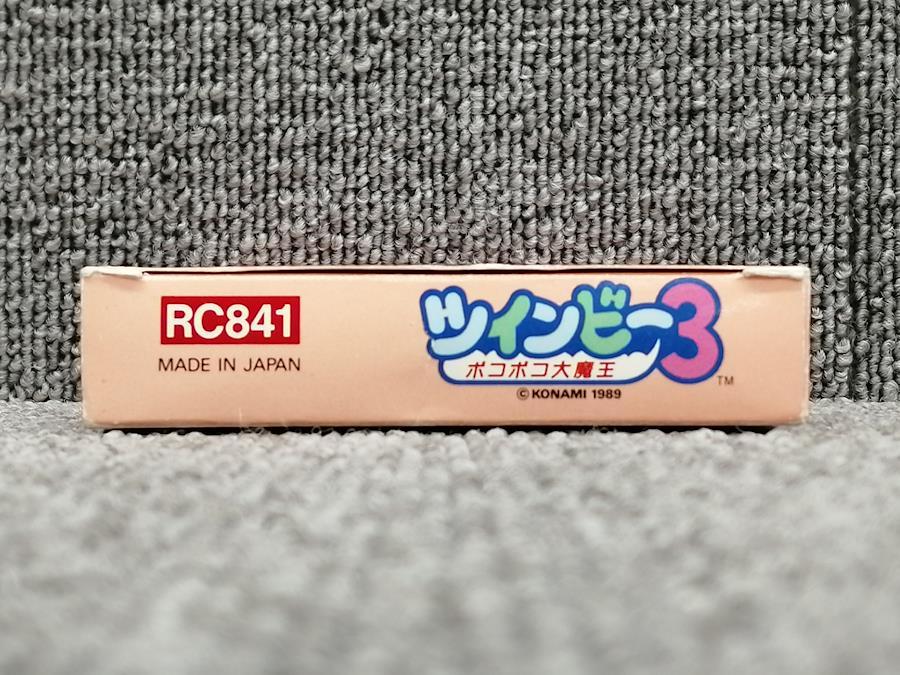 RC841
MADE IN JAPAN
ツインビー3
ポコポコ大魔王
TM
© KONAMI 1989